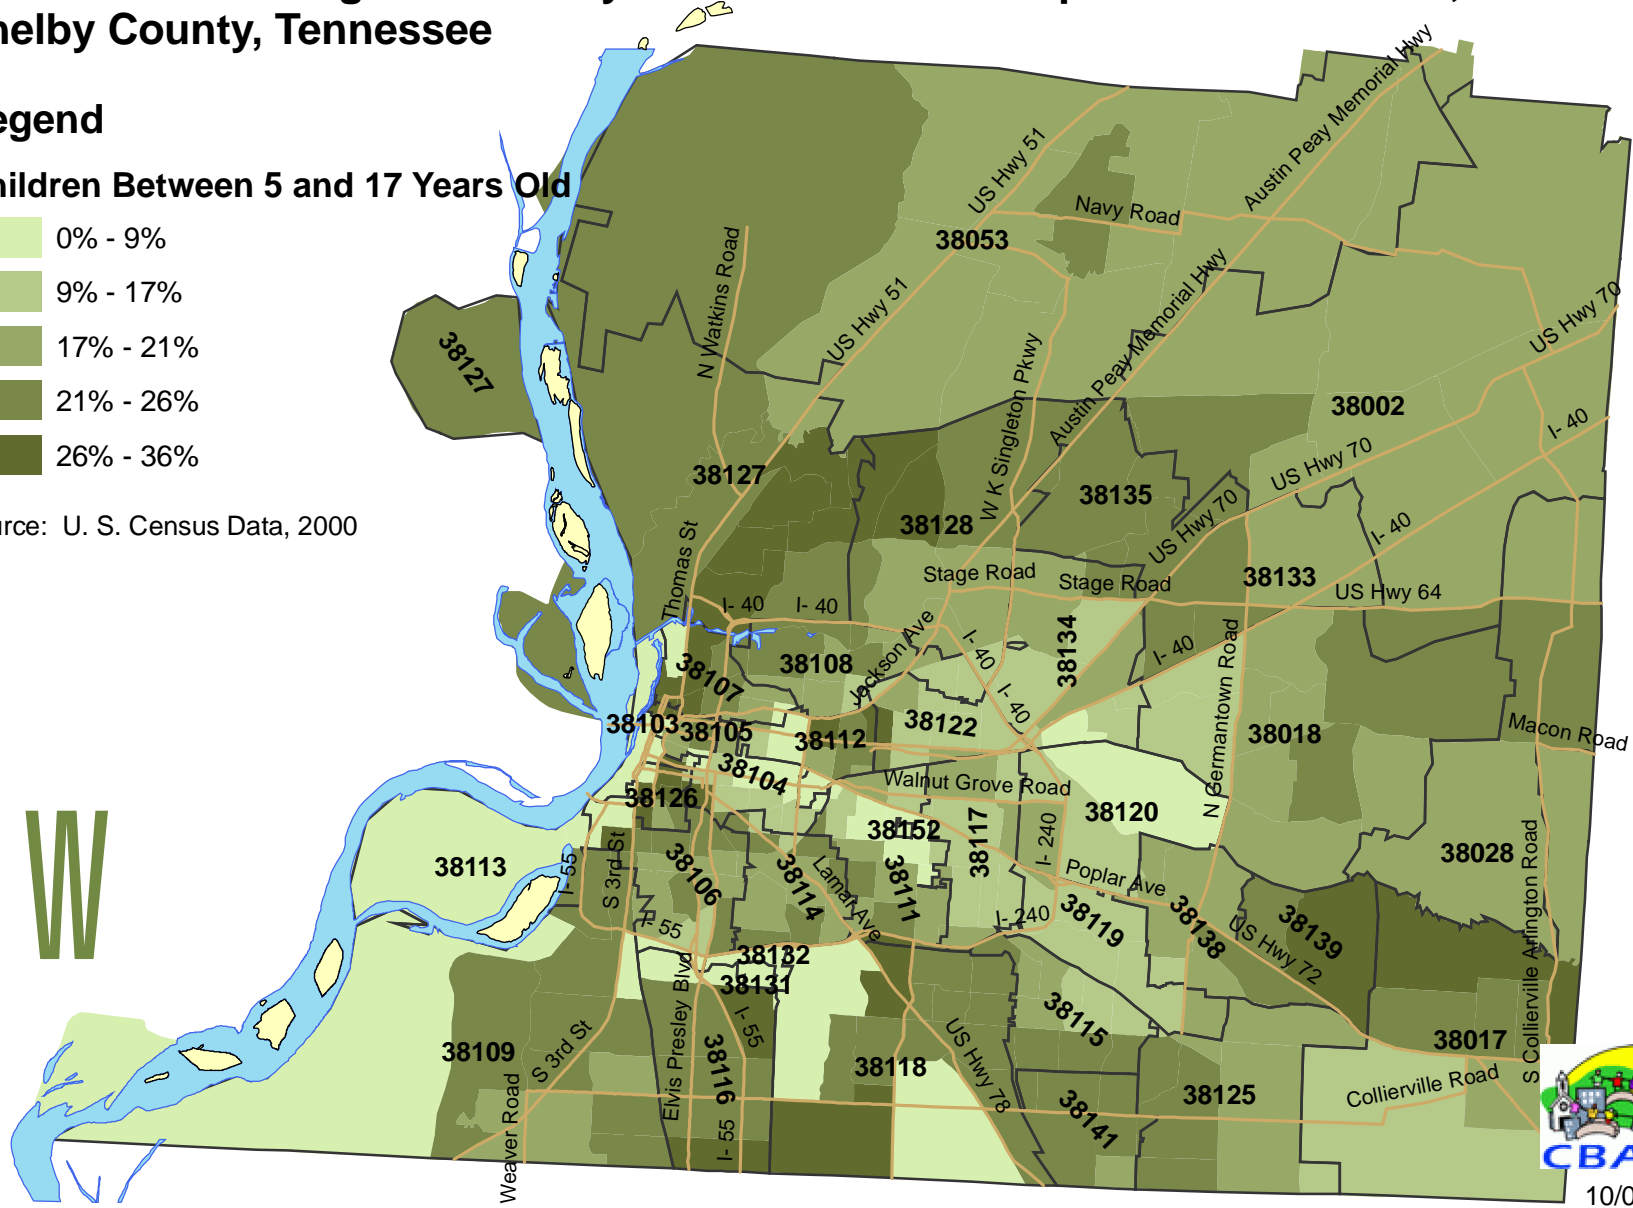 helby County, Tennessee
egend
hildren Between 5 and 17 Years Old
0% - 9%
9% - 17%
17% - 21%
21% - 26%
26% - 36%
urce: U. S. Census Data, 2000
W
Austin Peay Memorial Hwy
US Hwy 51
Navy Road
38053
N Watkins Road
US Hwy 51
Austin Peay Memorial Hwy
US Hwy 70
38127
W K Singleton Pkwy
38002
I- 40
US Hwy 70
38127
38135
38128
US Hwy 70
I- 40
Thomas St
Stage Road
Stage Road
38133
US Hwy 64
I- 40
I- 40
38134
38108
Jackson Ave
I- 40
I- 40
N Germantown Road
38107
I- 40
38103
38105
38112
38122
38018
Macon Road
38104
Walnut Grove Road
38126
38120
38152
38117
I- 240
38113
I- 55
S 3rd St
38106
38114
Lamar Ave
38111
Poplar Ave
38028
S Collierville Arlington Road
I- 55
I- 240
38119
38138
US Hwy 72
38139
38132
38131
Elvis Presley Blvd
I- 55
38115
38109
S 3rd St
38116
38118
US Hwy 78
38017
Weaver Road
38125
Collierville Road
38141
I- 55
CBA
10/0